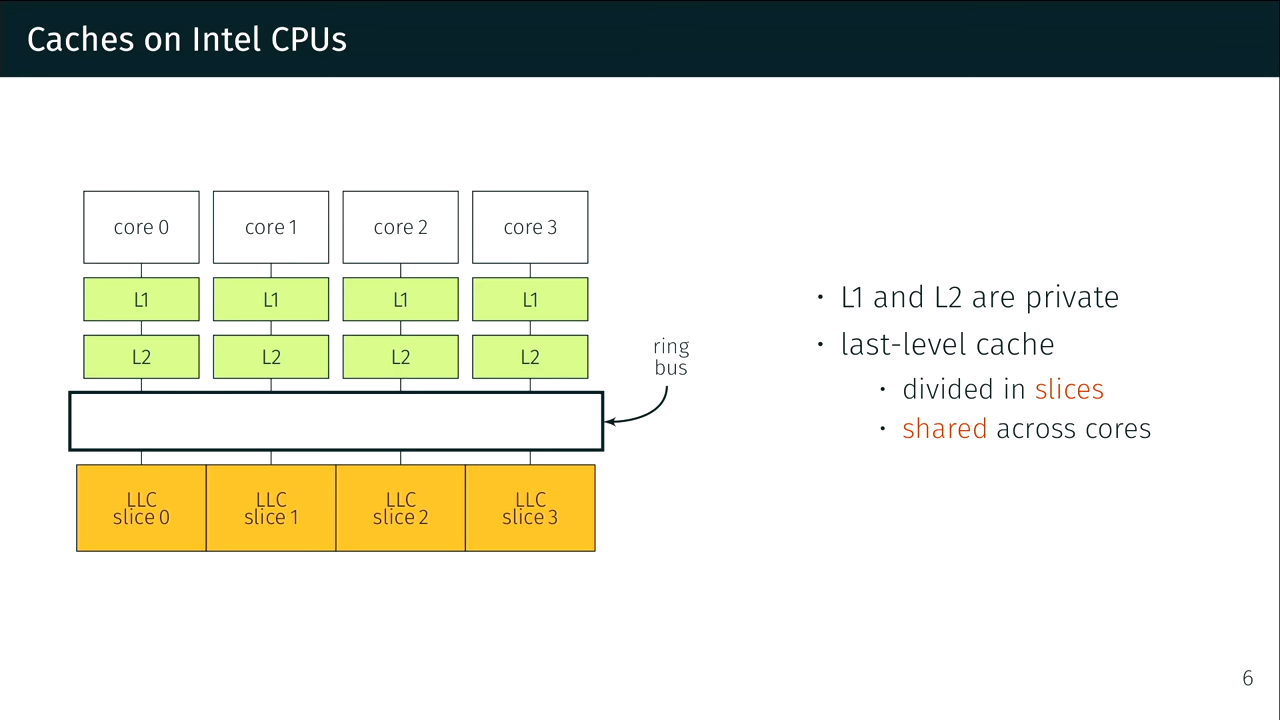 Caches on Intel CPUs
core 0
core 1
core 2
core 3
L1
L1
L1
L1
L2
L2
L2
L2
ring
bus
LLC
slice 0
LLC
slice 1
LLC
slice 2
LLC
slice 3
• L1 and L2 are private
• last-level cache
• divided in slices
• shared across cores
6